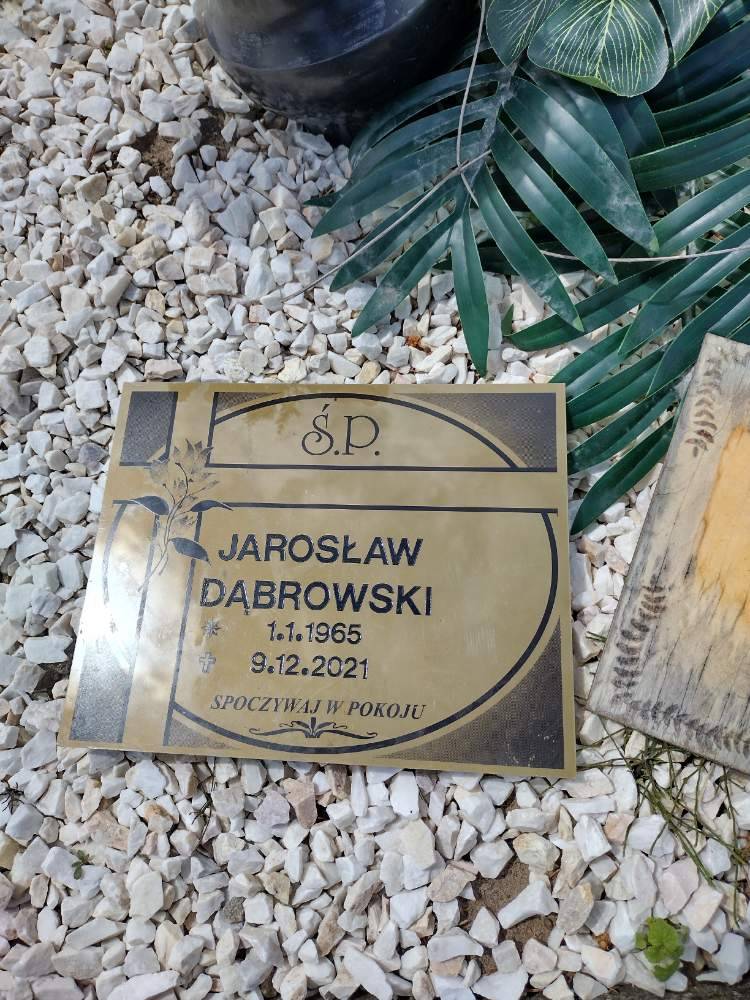 Ś.P.
JAROSŁAW
DĄBROWSKI
* 1.1.1965
✝ 9.12.2021
SPOCZYWAJ W POKOJU